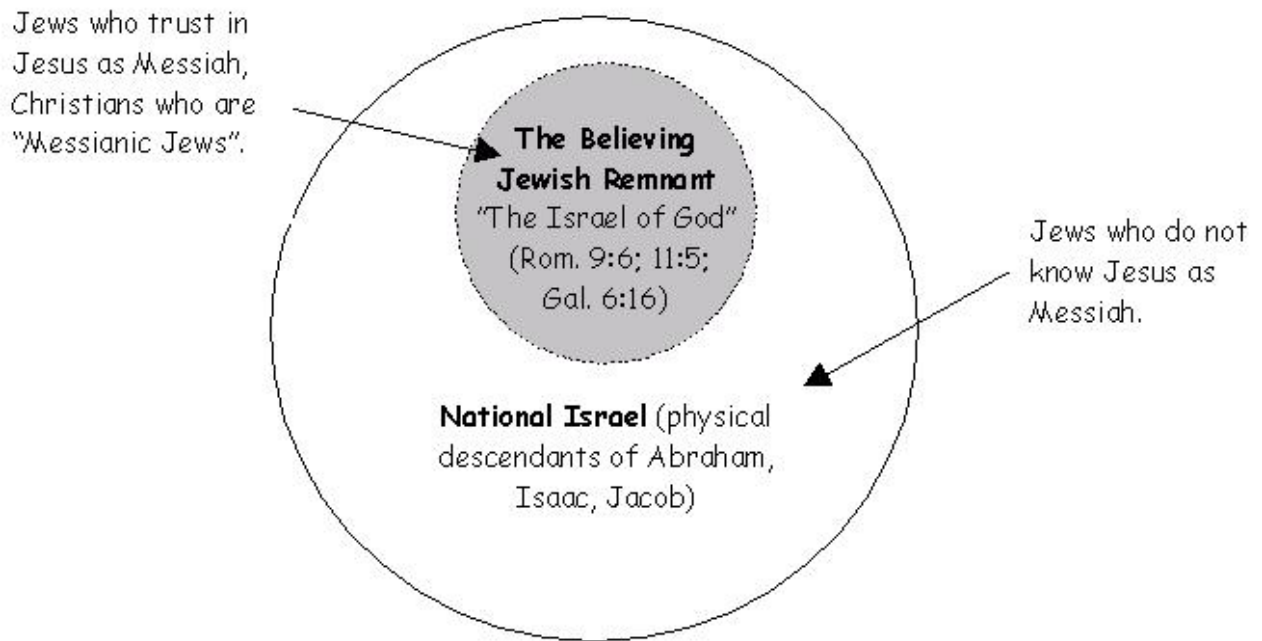 Jews who trust in
Jesus as Messiah,
Christians who are
"Messianic Jews".
The Believing
Jewish Remnant
"The Israel of God"
(Rom. 9:6; 11:5;
Gal. 6:16)
Jews who do not
know Jesus as
Messiah.
National Israel (physical
descendants of Abraham,
Isaac, Jacob)